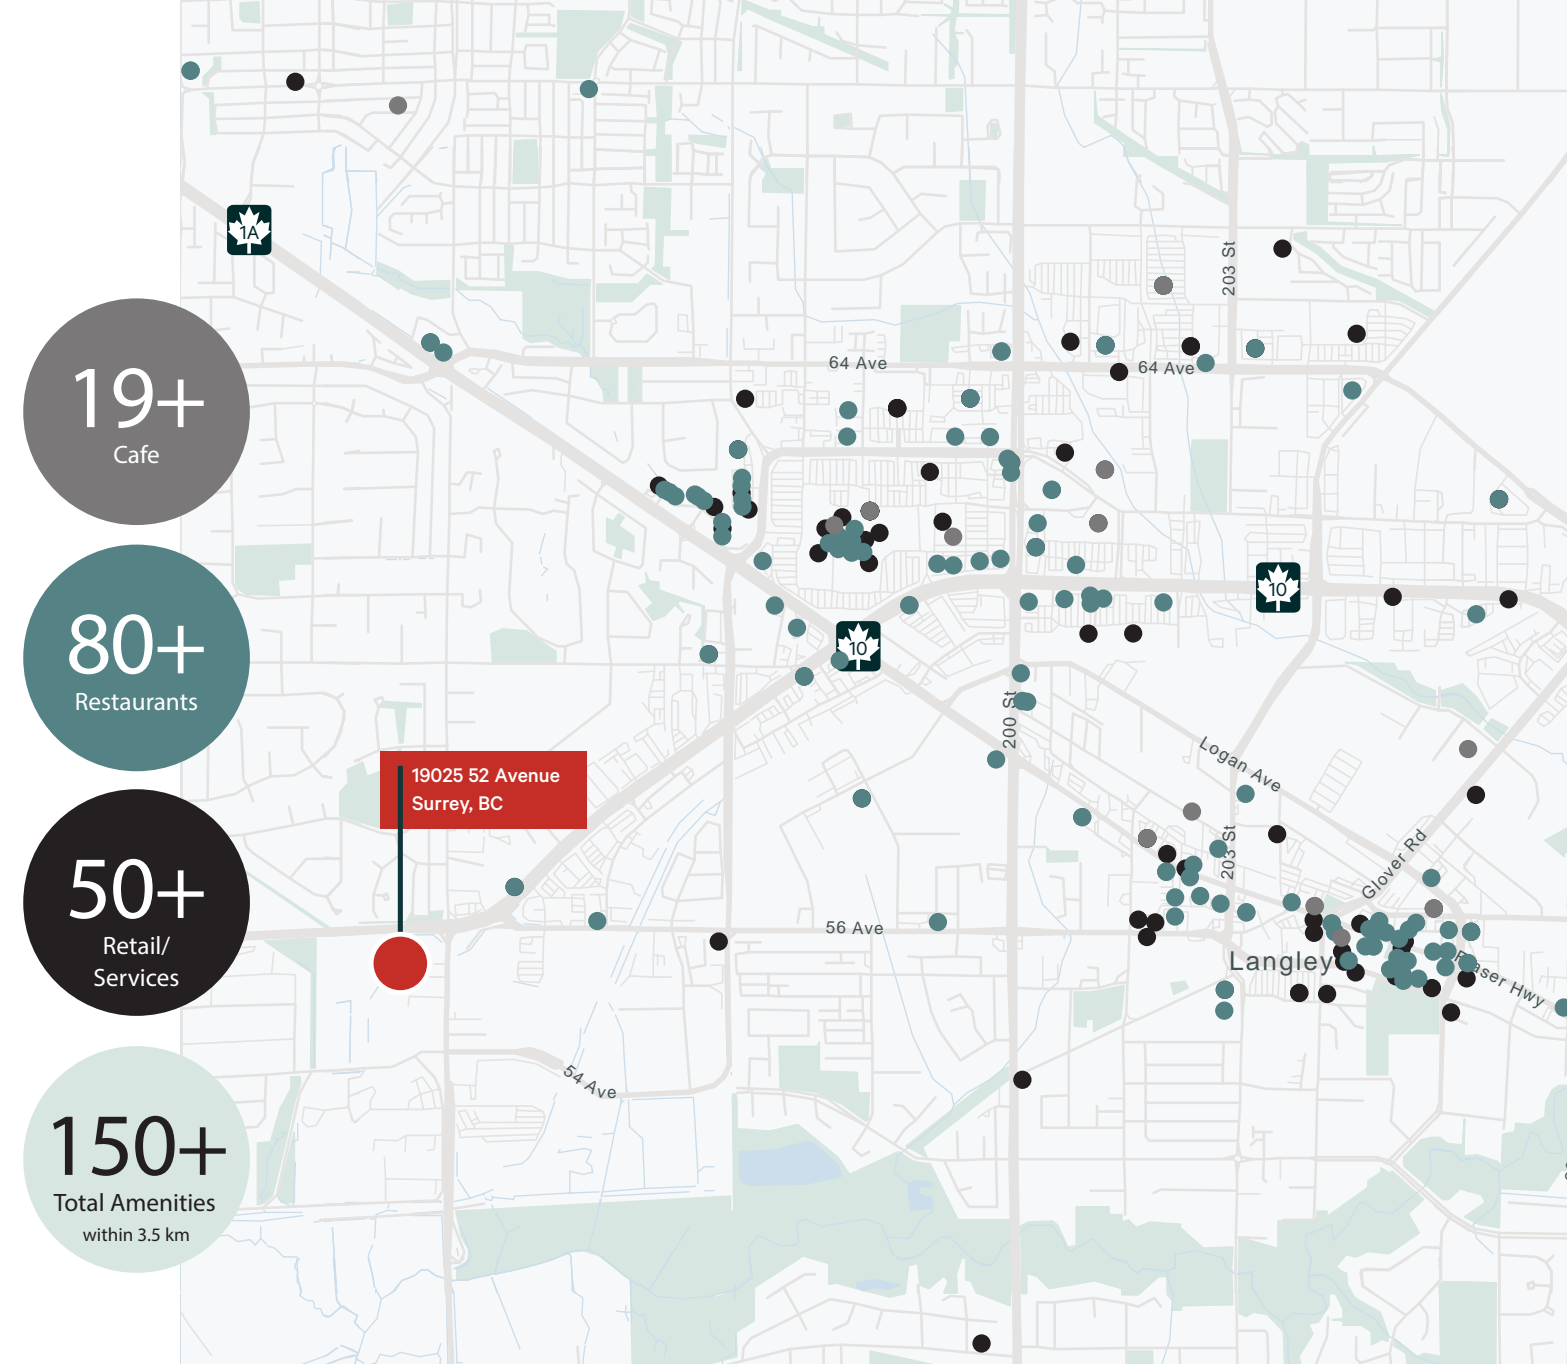 1A
203 St
64 Ave
64 Ave
19+
Cafe
10
80+
Restaurants
10
200 St
Logan Ave
19025 52 Avenue
Surrey, BC
50+
Retail/
Services
203 St
Glover Rd
56 Ave
Langley
Fraser Hwy
54 Ave
150+
Total Amenities
within 3.5 km